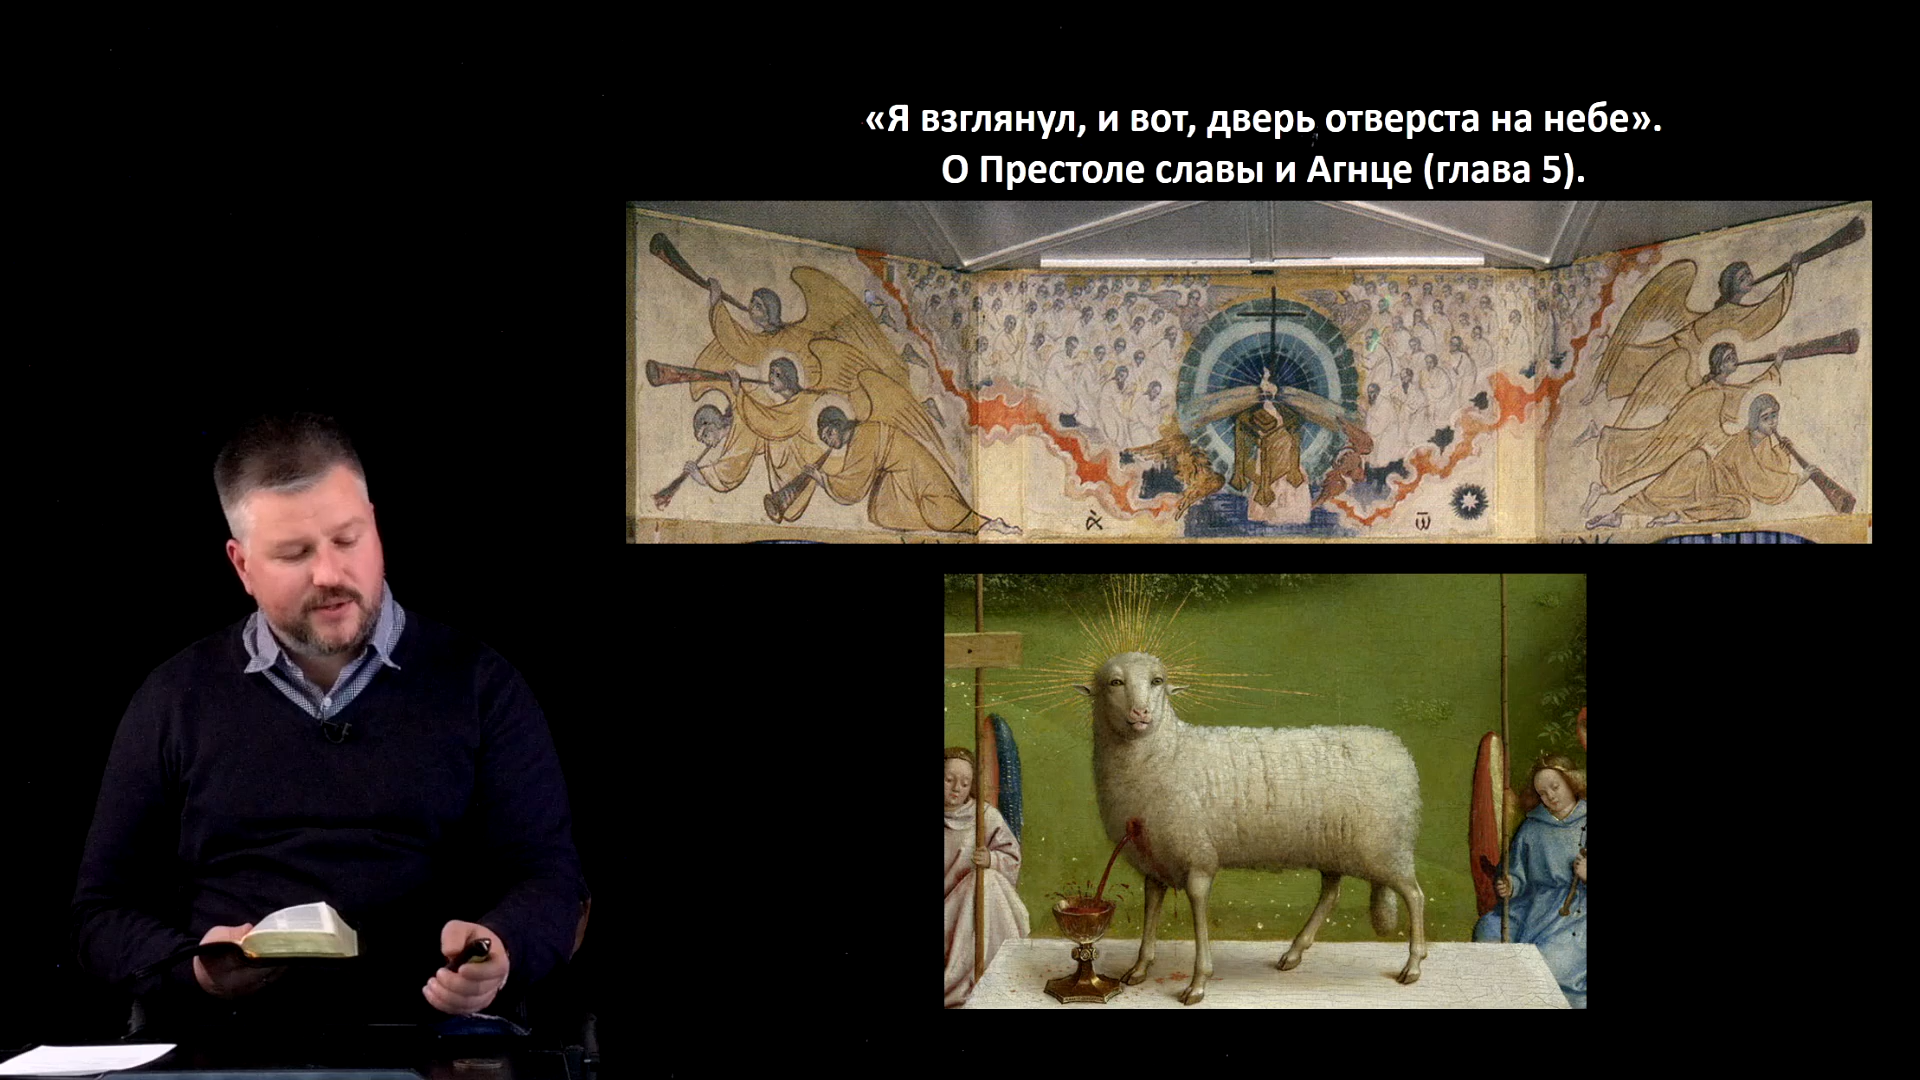 «Я взглянул, и вот, дверь отверста на небе».
О Престоле славы и Агнце (глава 5).
ὰ
ω̅